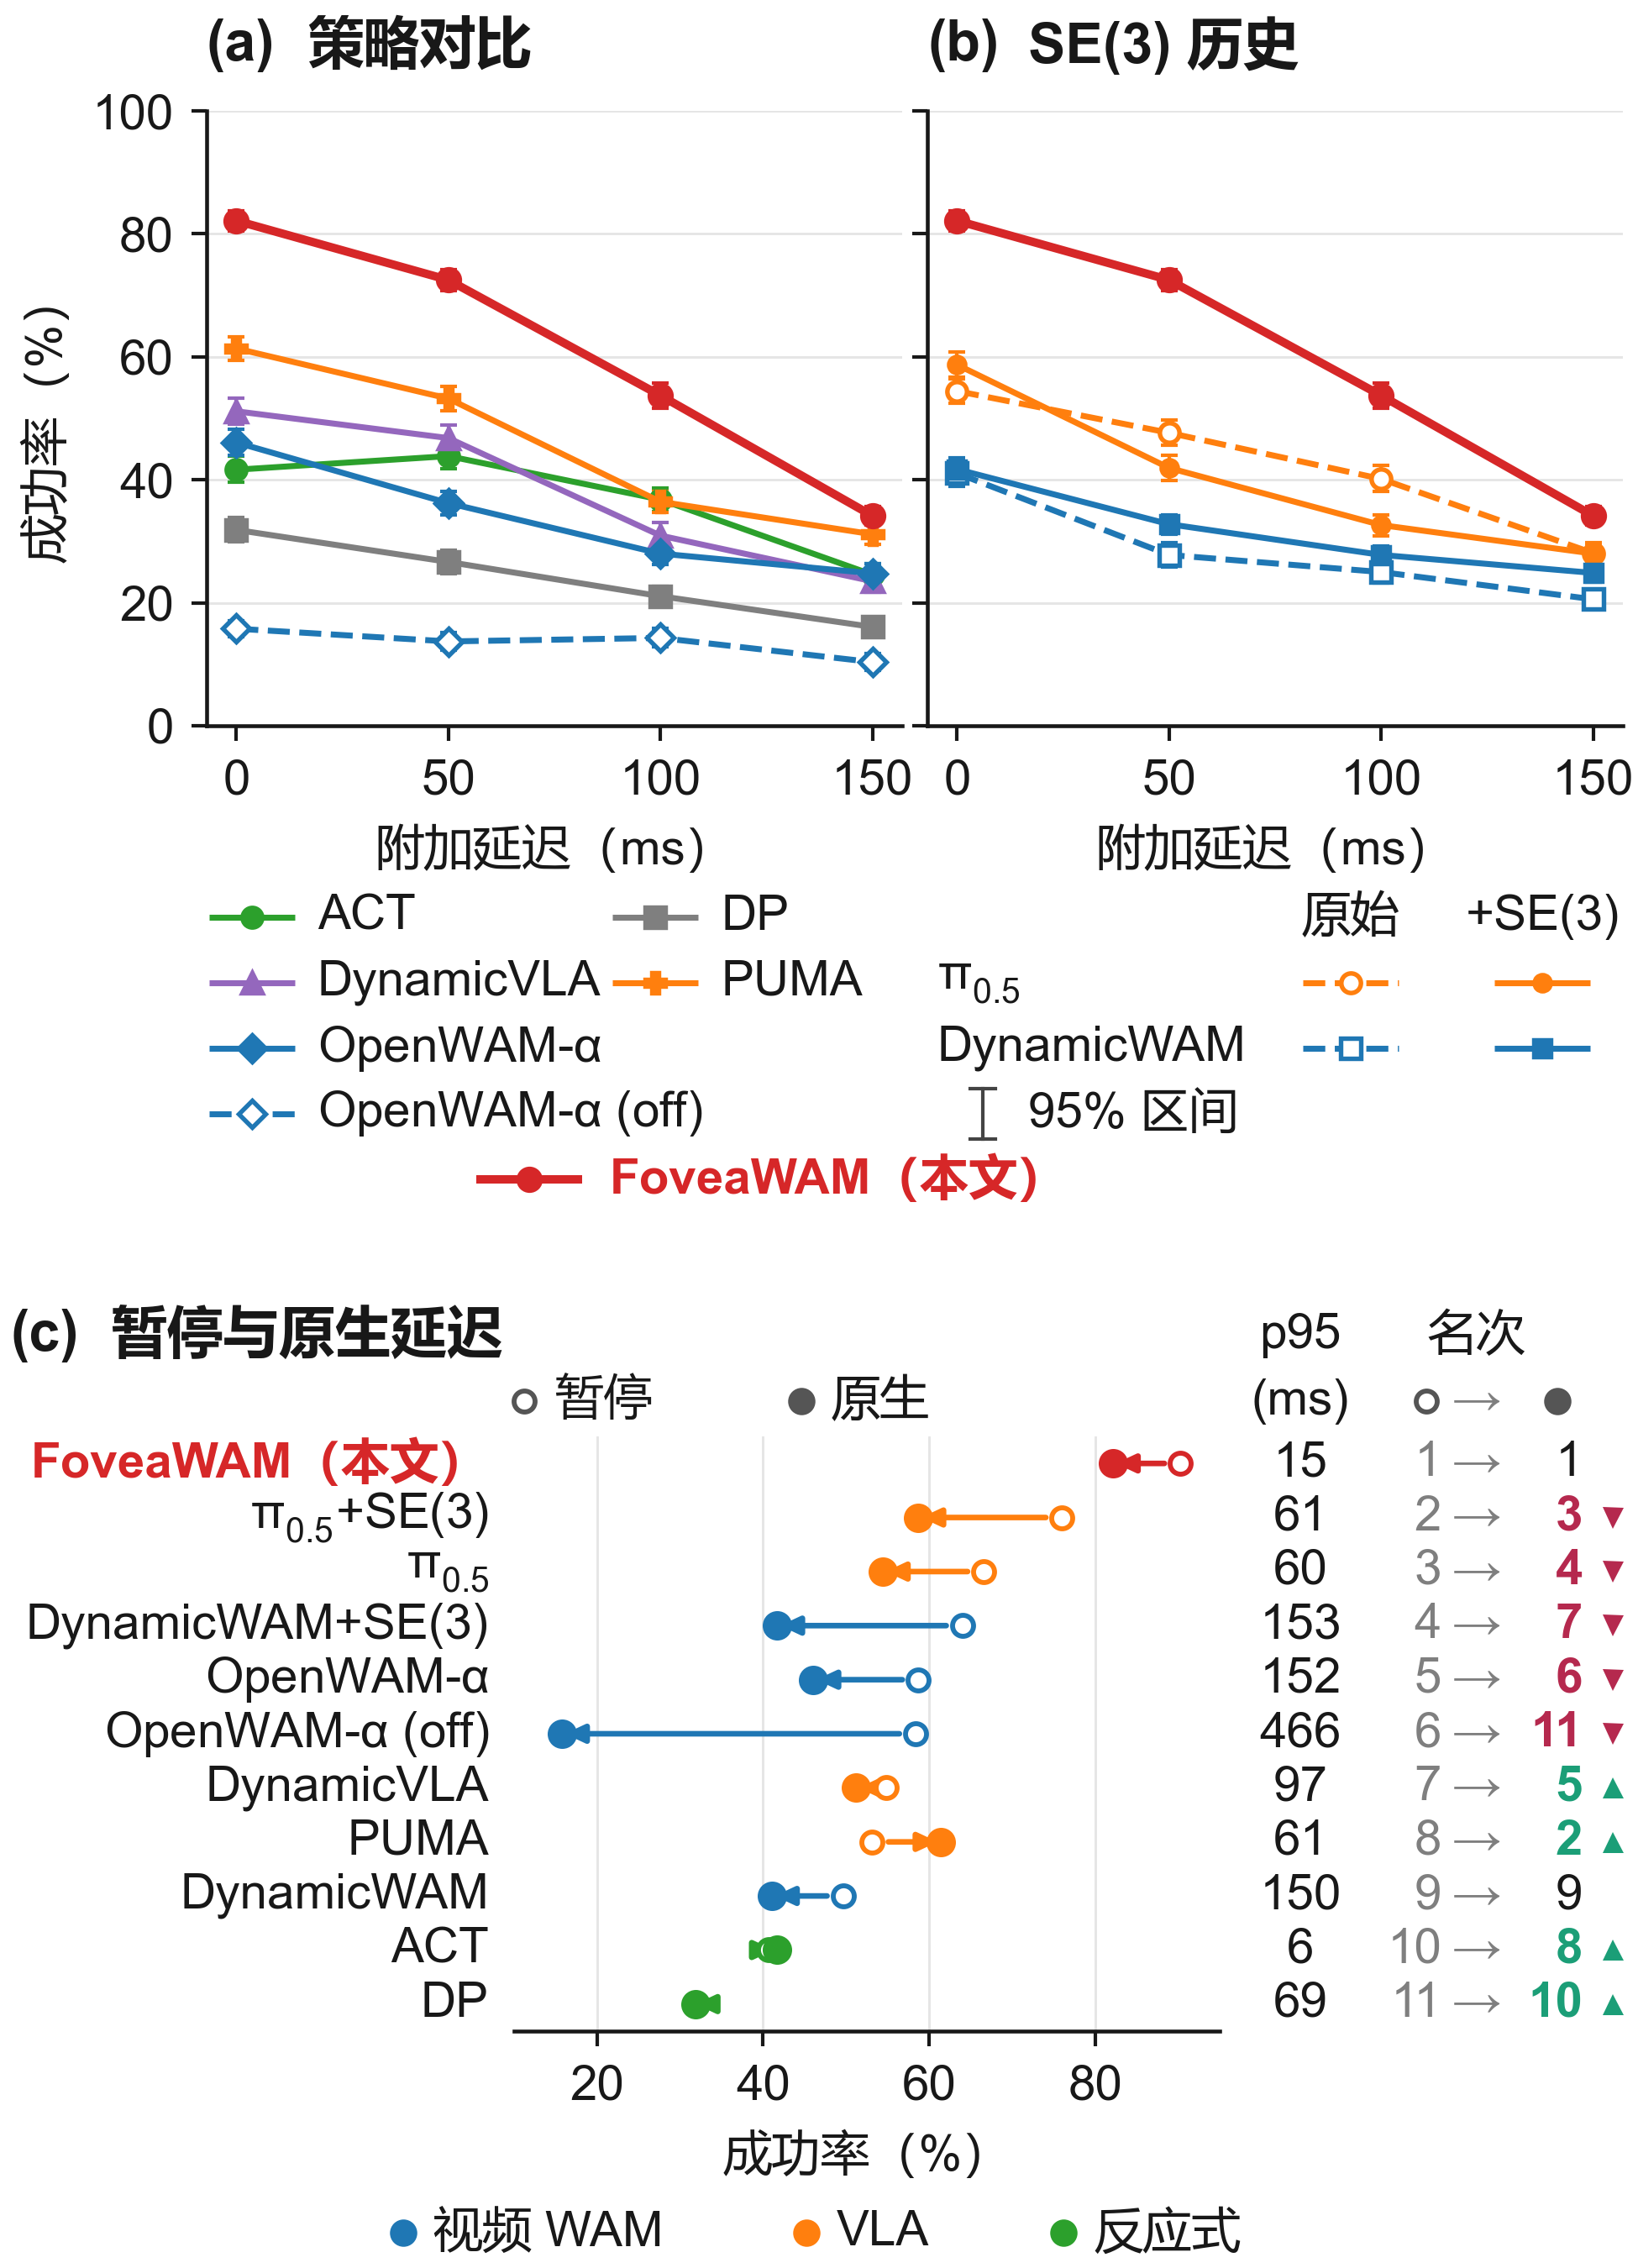 (a) 策略对比
(b) SE(3) 历史
成功率（%）
100
80
60
40
20
0
0 50 100 150
0 50 100 150
附加延迟（ms）
附加延迟（ms）
ACT
DP
DynamicVLA
PUMA
OpenWAM-α
OpenWAM-α (off)
原始 +SE(3)
π0.5
DynamicWAM
95% 区间
FoveaWAM（本文）
(c) 暂停与原生延迟
暂停 原生
p95 (ms)
名次
○ → ●
FoveaWAM（本文） 15 1 → 1
π0.5+SE(3) 61 2 → 3 ▼
π0.5 60 3 → 4 ▼
DynamicWAM+SE(3) 153 4 → 7 ▼
OpenWAM-α 152 5 → 6 ▼
OpenWAM-α (off) 466 6 → 11 ▼
DynamicVLA 97 7 → 5 ▲
PUMA 61 8 → 2 ▲
DynamicWAM 150 9 → 9
ACT 6 10 → 8 ▲
DP 69 11 → 10 ▲
20 40 60 80
成功率（%）
视频 WAM VLA 反应式